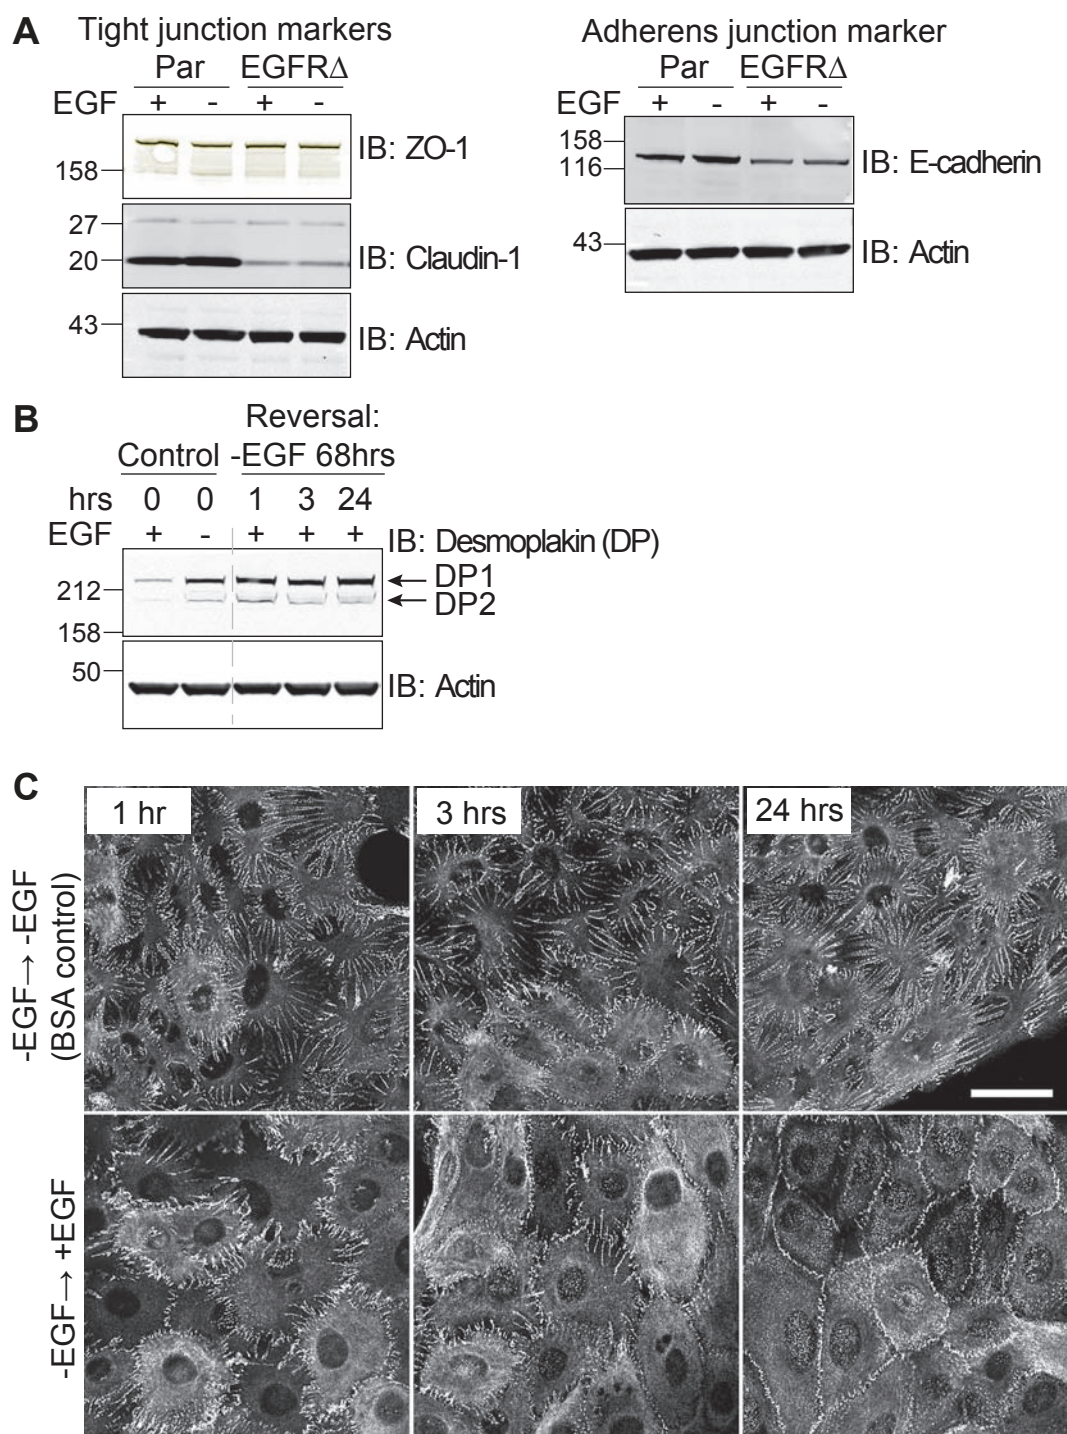 A Tight junction markers
Par EGFRΔ
EGF + - + -
158 IB: ZO-1
27
20 IB: Claudin-1
43 IB: Actin
Adherens junction marker
Par EGFRΔ
EGF + - + -
158
116 IB: E-cadherin
43 IB: Actin
B Reversal:
Control -EGF 68hrs
hrs 0 0 1 3 24
EGF + - + + + IB: Desmoplakin (DP)
DP1
212
DP2
158
50
IB: Actin
C
1 hr 3 hrs 24 hrs
-EGF→ -EGF
(BSA control)
-EGF→ +EGF